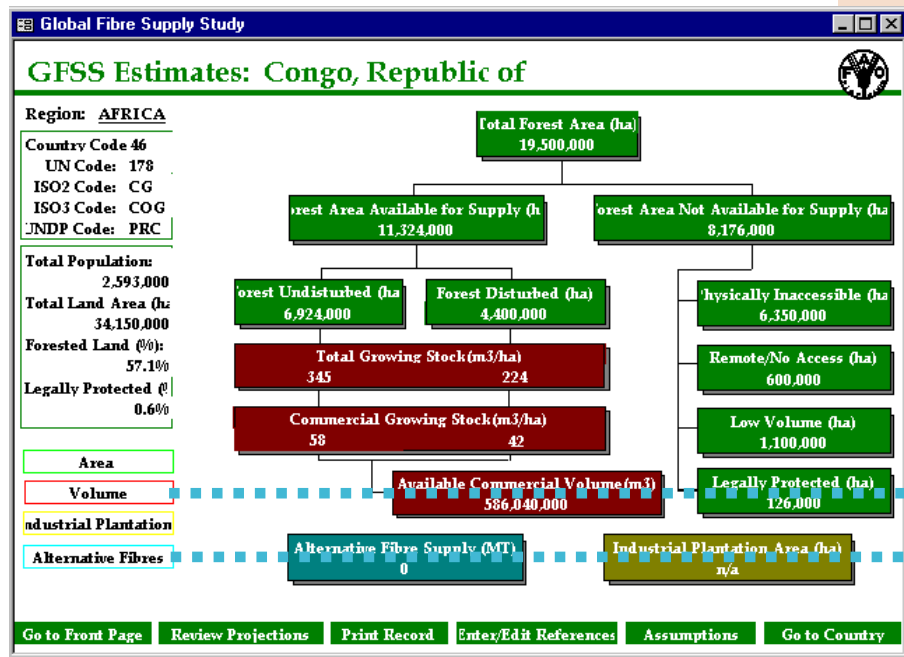 Global Fibre Supply Study
GFSS Estimates: Congo, Republic of
FAO
Region: AFRICA
Country Code 46
UN Code: 178
ISO2 Code: CG
ISO3 Code: COG
UNDP Code: PRC
Total Population:
2,593,000
Total Land Area (ha
34,150,000
Forested Land (%):
57.1%
Legally Protected (%
0.6%
Area
Volume
ndustrial Plantation
Alternative Fibres
Total Forest Area (ha)
19,500,000
orest Area Available for Supply (h
11,324,000
orest Area Not Available for Supply (ha
8,176,000
orest Undisturbed (ha
6,924,000
Forest Disturbed (ha)
4,400,000
Physically Inaccessible (ha
6,350,000
Total Growing Stock(m3/ha)
345 224
Remote/No Access (ha)
600,000
Commercial Growing Stock(m3/ha)
58 42
Low Volume (ha)
1,100,000
Available Commercial Volume(m3)
586,040,000
Legally Protected (ha)
126,000
Alternative Fibre Supply (MT)
0
Industrial Plantation Area (ha)
n/a
Go to Front Page Review Projections Print Record Enter/Edit References Assumptions Go to Country